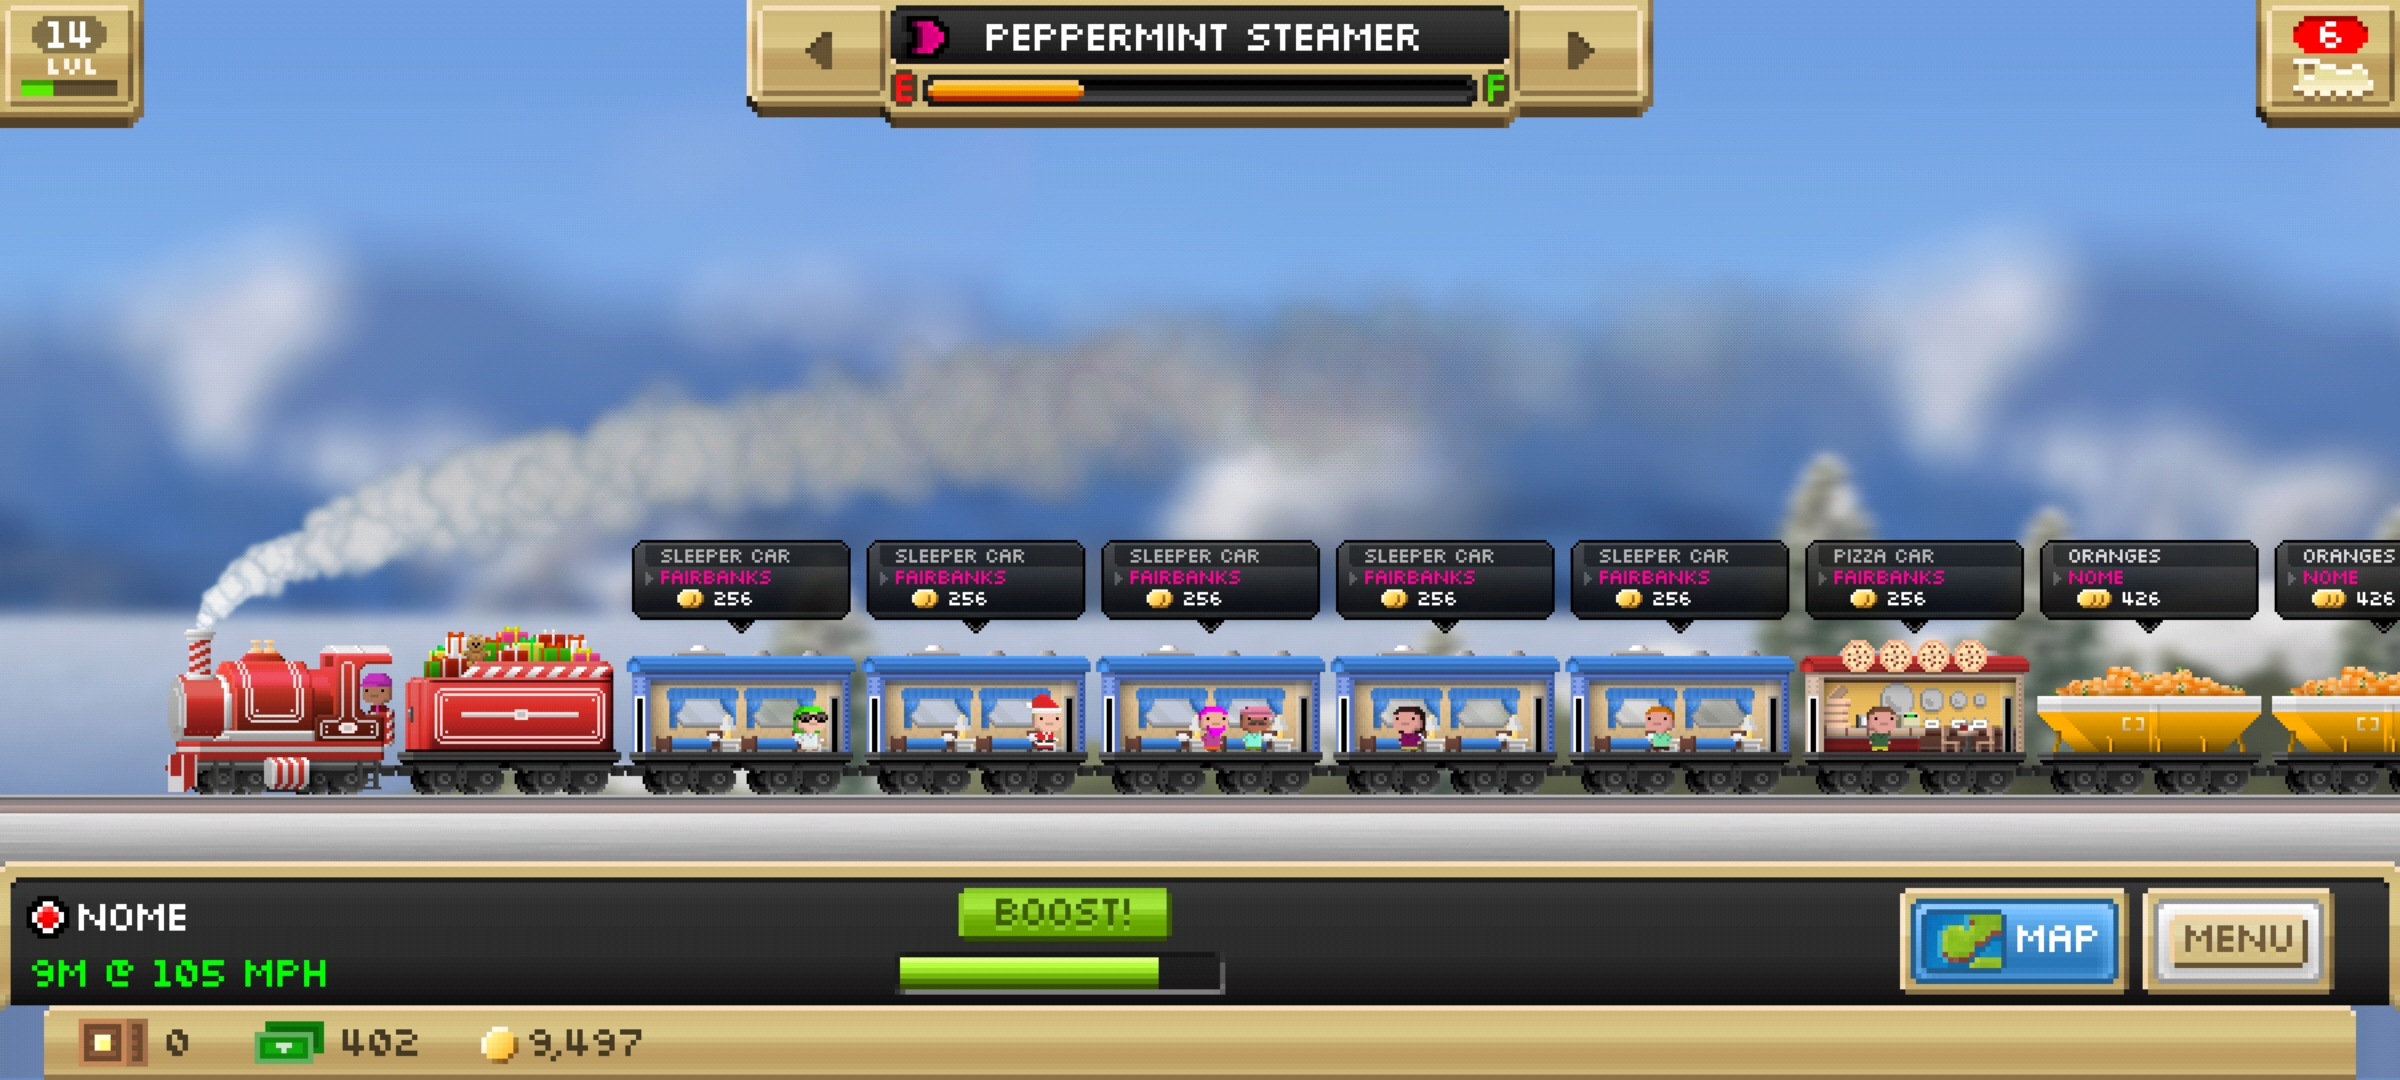 14
LVL
PEPPERMINT STEAMER
E
F
6
SLEEPER CAR
FAIRBANKS
256
SLEEPER CAR
FAIRBANKS
256
SLEEPER CAR
FAIRBANKS
256
SLEEPER CAR
FAIRBANKS
256
SLEEPER CAR
FAIRBANKS
256
PIZZA CAR
FAIRBANKS
256
ORANGES
NOME
426
ORANGES
NOME
426
NOME
9M @ 105 MPH
BOOST!
MAP
MENU
0
402
9,497